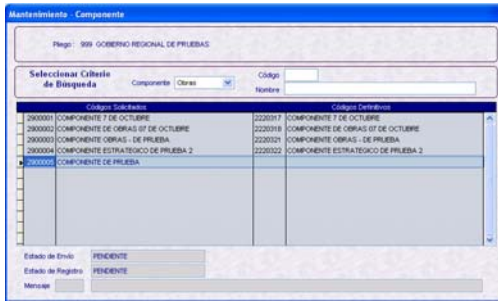 Mantenimiento - Componente
Pliego: 999 GOBIERNO REGIONAL DE PRUEBAS
Seleccionar Criterio de Búsqueda
Componente Obras
Código
Nombre
Códigos Solicitados Códigos Definitivos
2900001 COMPONENTE 7 DE OCTUBRE 2220317 COMPONENTE 7 DE OCTUBRE
2900002 COMPONENTE DE OBRAS 07 DE OCTUBRE 2220318 COMPONENTE DE OBRAS 07 DE OCTUBRE
2900003 COMPONENTE OBRAS - DE PRUEBA 2220321 COMPONENTE OBRAS - DE PRUEBA
2900004 COMPONENTE ESTRATEGICO DE PRUEBA 2 2220322 COMPONENTE ESTRATEGICO DE PRUEBA 2
2900005 COMPONENTE DE PRUEBA
Estado de Envío PENDIENTE
Estado de Registro PENDIENTE
Mensaje